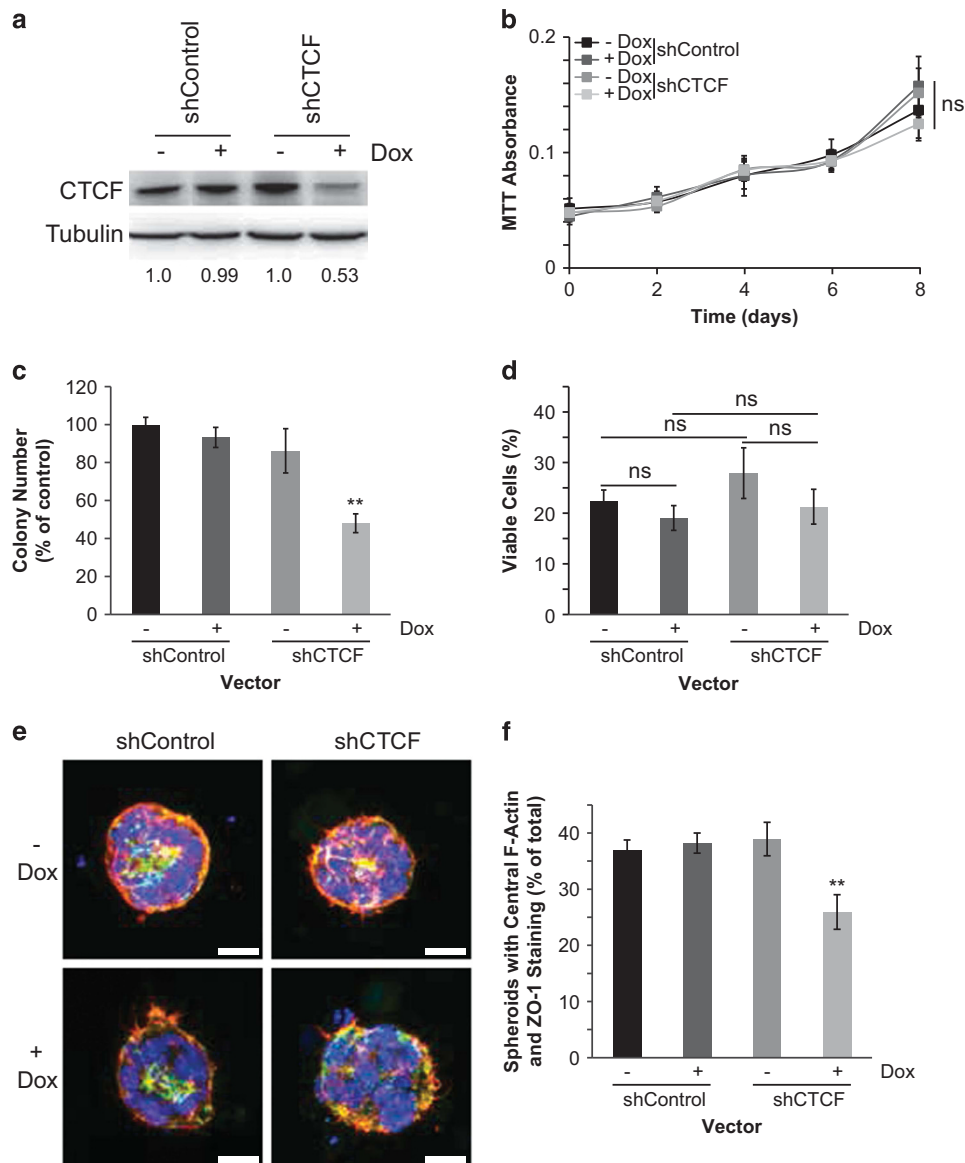 a
shControl
shCTCF
- + - + Dox
CTCF
Tubulin
1.0 0.99 1.0 0.53
b
- Dox
+ Dox
shControl
- Dox
+ Dox
shCTCF
ns
MTT Absorbance
0.2
0.1
0
0 2 4 6 8
Time (days)
c
Colony Number
(% of control)
120
100
80
60
40
20
0
**
- + - + Dox
shControl shCTCF
Vector
d
Viable Cells (%)
40
30
20
10
0
ns
ns
ns
ns
- + - + Dox
shControl shCTCF
Vector
e
shControl shCTCF
-
Dox
+
Dox
f
Spheroids with Central F-Actin
and ZO-1 Staining (% of total)
40
30
20
10
0
**
- + - + Dox
shControl shCTCF
Vector